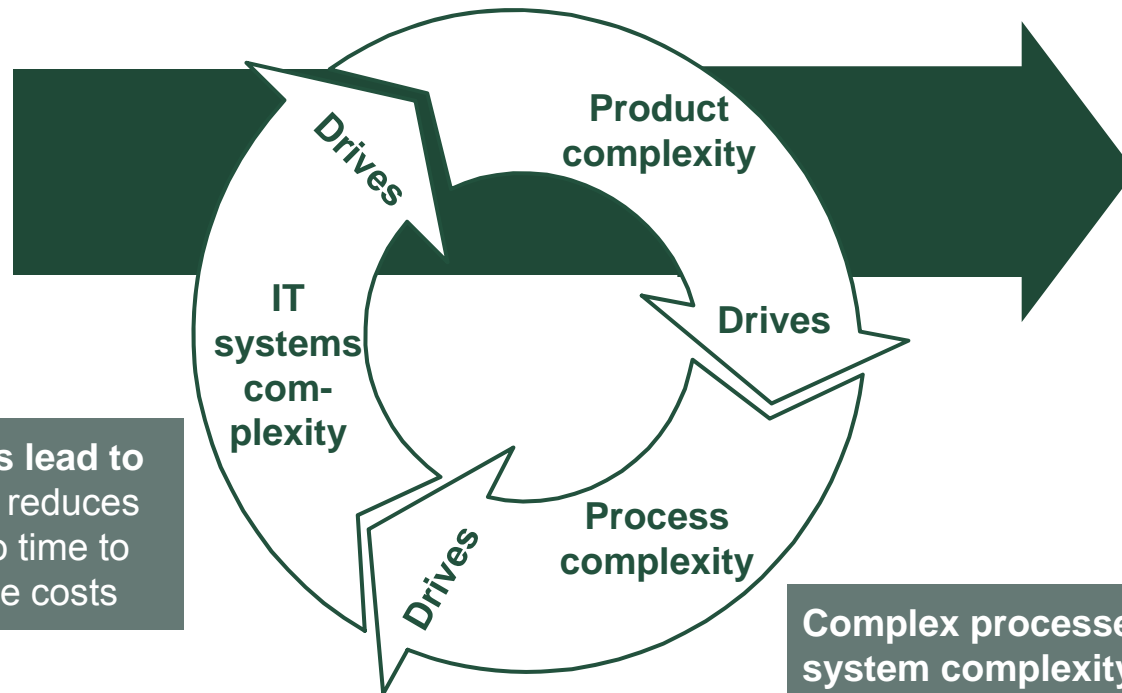 Product
complexity
Drives
Drives
IT
systems
com-
plexity
Process
complexity
Drives
s lead to
reduces
time to
e costs
Complex processe
system complexity